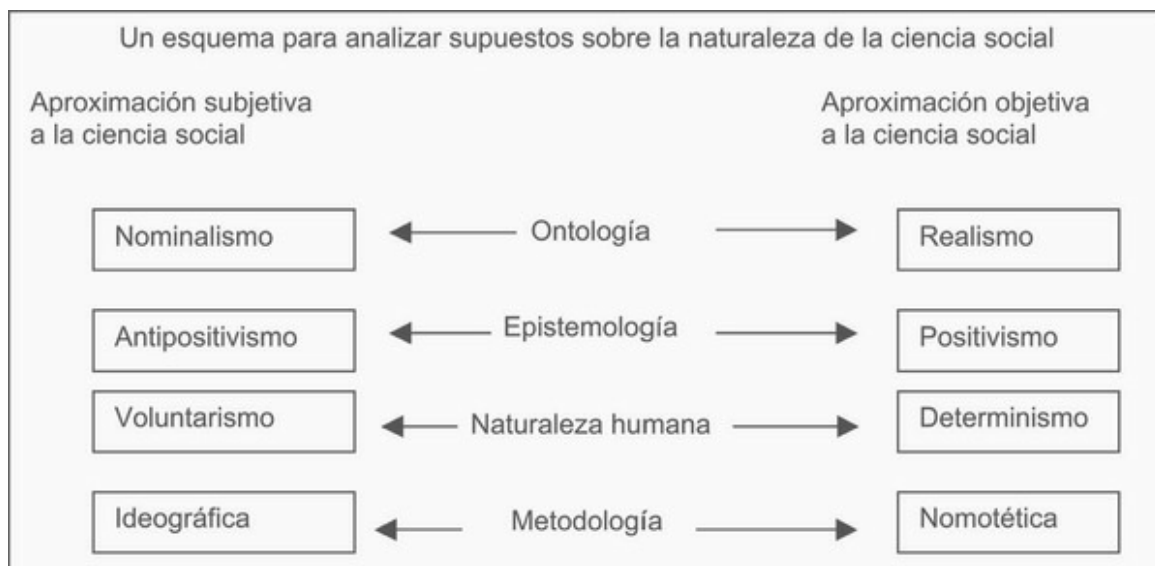 Un esquema para analizar supuestos sobre la naturaleza de la ciencia social
Aproximación subjetiva
a la ciencia social
Aproximación objetiva
a la ciencia social
Nominalismo
Ontología
Realismo
Antipositivismo
Epistemología
Positivismo
Voluntarismo
Naturaleza humana
Determinismo
Ideográfica
Metodología
Nomotética